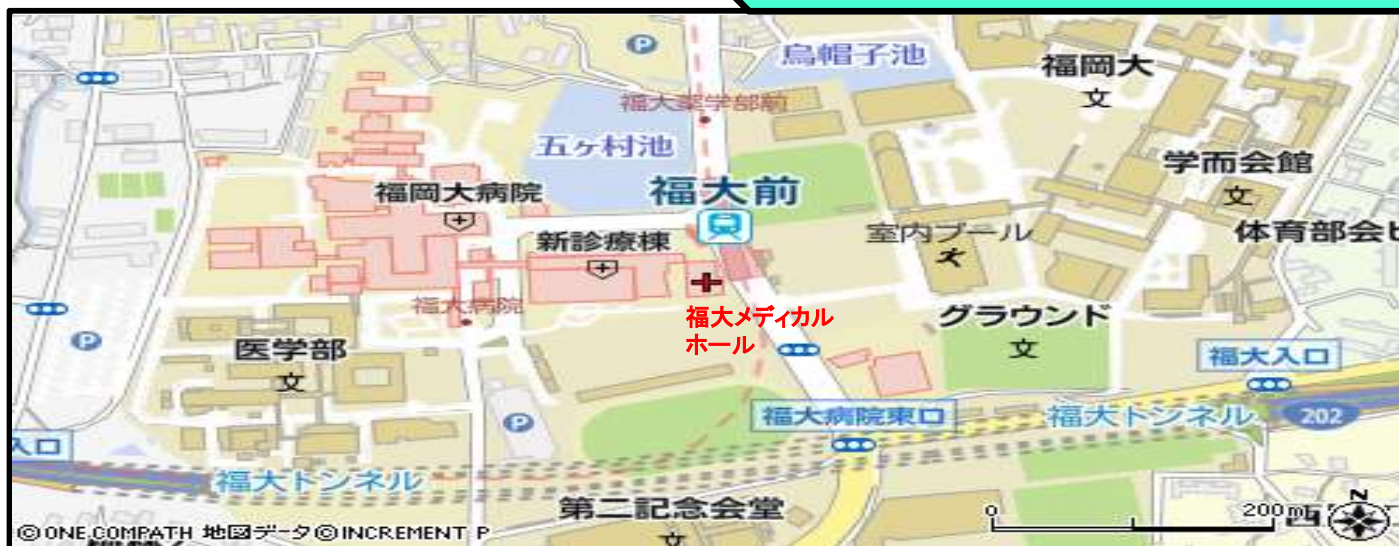 烏帽子池
福岡大
文
福大薬学部前
五ヶ村池
学而会館
文
福岡大病院
福大前
新診療棟
室内プール
体育部会
福大病院
福大メディカル
ホール
グラウンド
文
医学部
文
福大入口
福大病院東口
福大トンネル
202
入口
福大トンネル
第二記念会堂
文
0
200m
西
N
©ONE COMPATH 地図データ©INCREMENT P